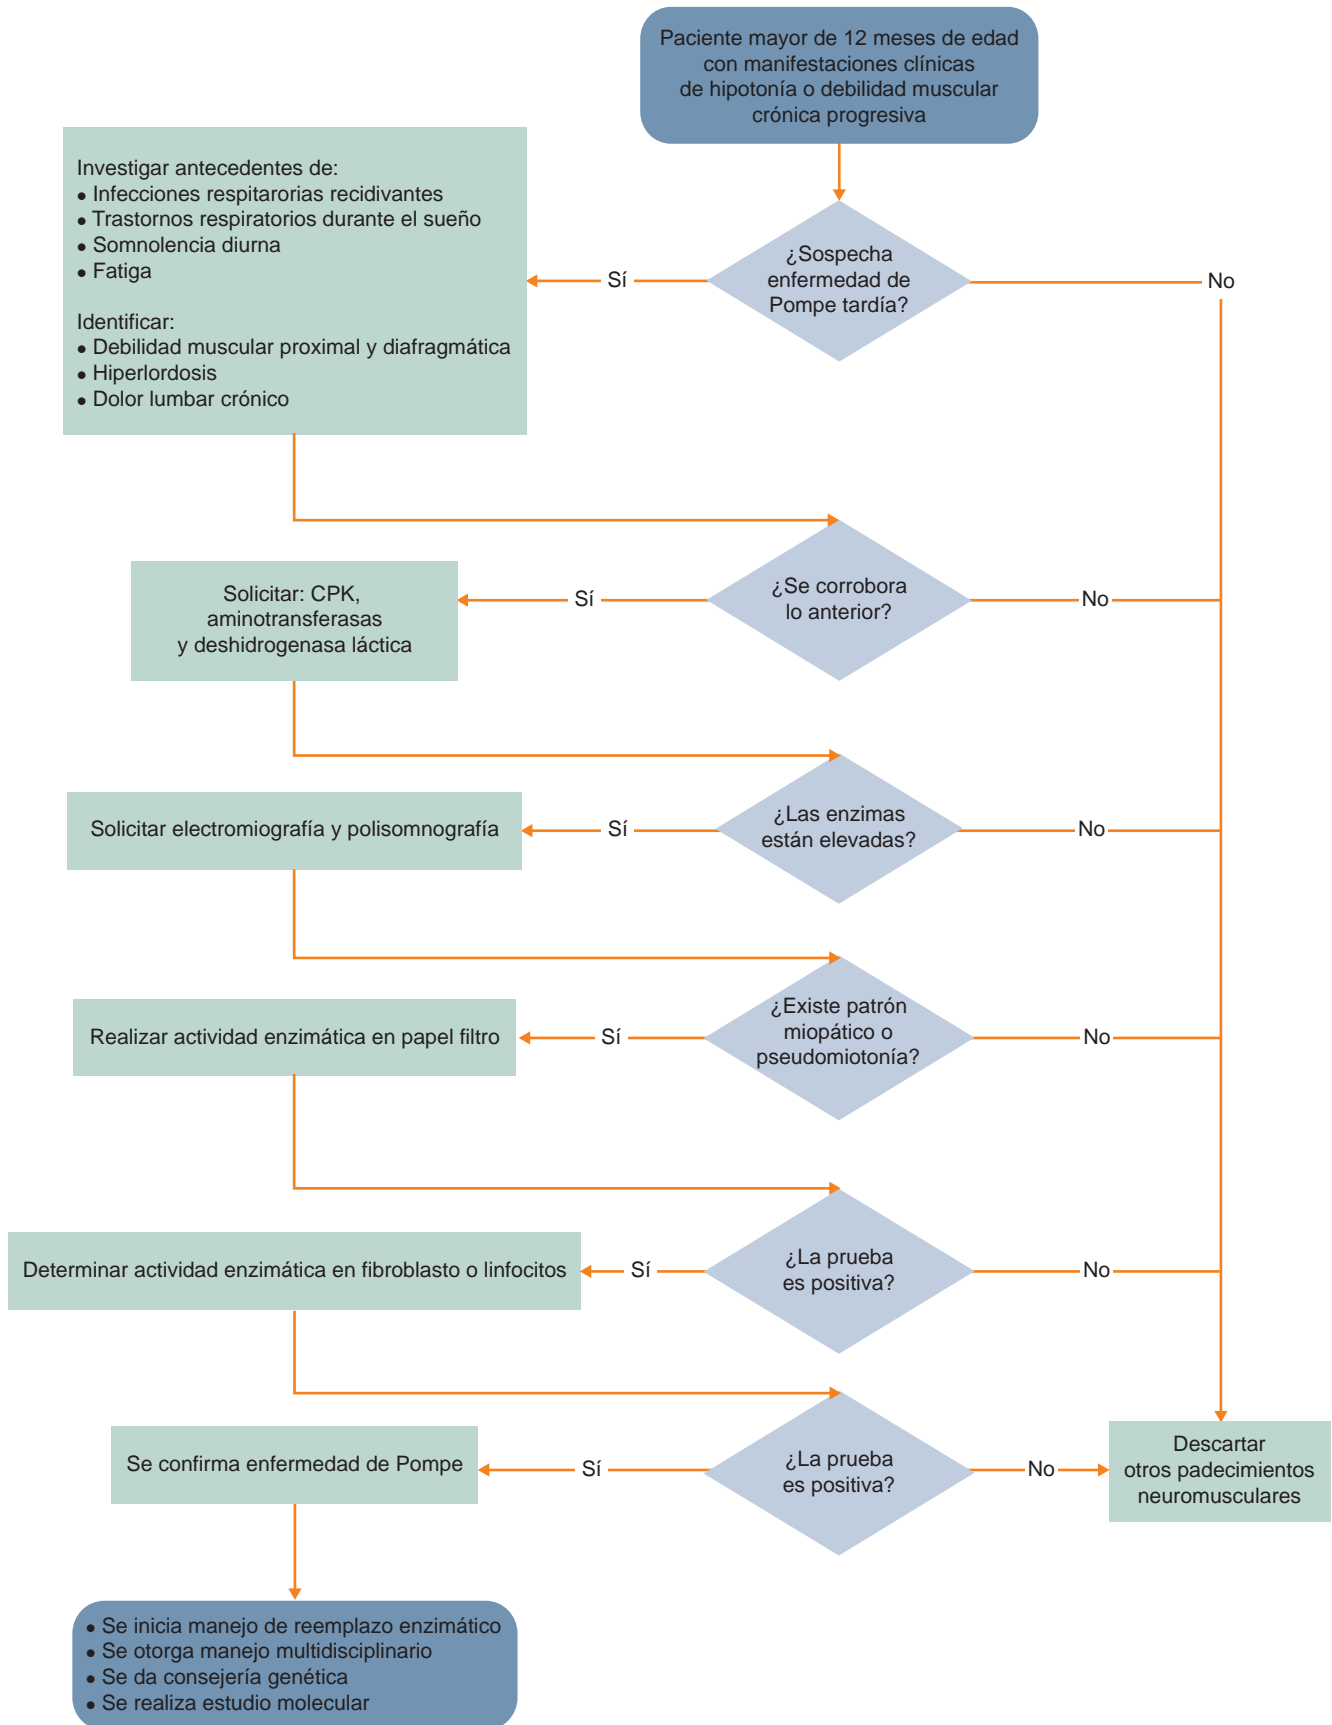 Paciente mayor de 12 meses de edad
con manifestaciones clínicas
de hipotonía o debilidad muscular
crónica progresiva
¿Sospecha
enfermedad de
Pompe tardía?
Sí
No
Investigar antecedentes de:
• Infecciones respitarorias recidivantes
• Trastornos respiratorios durante el sueño
• Somnolencia diurna
• Fatiga
Identificar:
• Debilidad muscular proximal y diafragmática
• Hiperlordosis
• Dolor lumbar crónico
¿Se corrobora
lo anterior?
Sí
No
Solicitar: CPK,
aminotransferasas
y deshidrogenasa láctica
¿Las enzimas
están elevadas?
Sí
No
Solicitar electromiografía y polisomnografía
¿Existe patrón
miopático o
pseudomiotonía?
Sí
No
Realizar actividad enzimática en papel filtro
¿La prueba
es positiva?
Sí
No
Determinar actividad enzimática en fibroblasto o linfocitos
¿La prueba
es positiva?
Sí
No
Se confirma enfermedad de Pompe
Descartar
otros padecimientos
neuromusculares
• Se inicia manejo de reemplazo enzimático
• Se otorga manejo multidisciplinario
• Se da consejería genética
• Se realiza estudio molecular